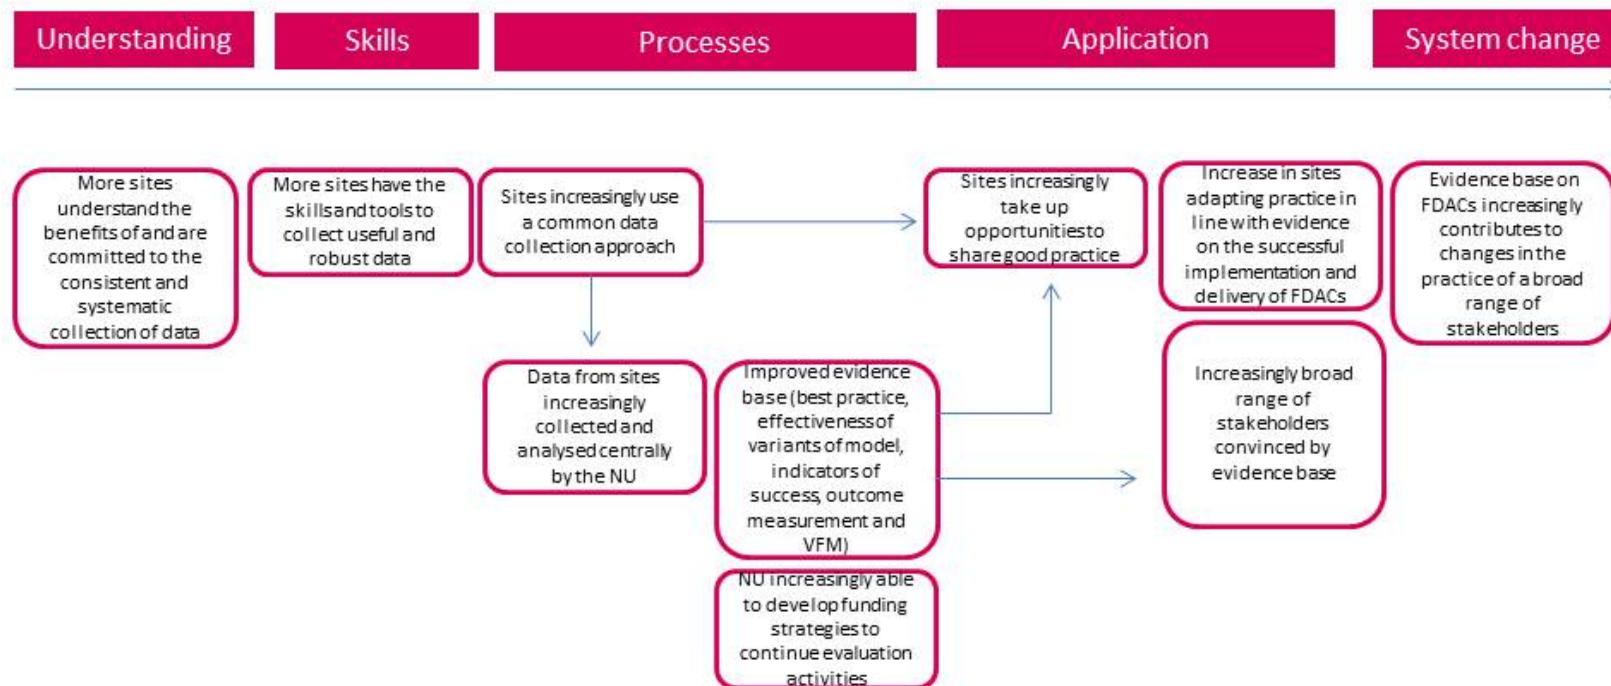 Understanding
Skills
Processes
Application
System change
More sites
understand the
benefits of and are
committed to the
consistent and
systematic
collection of data
More sites have the
skills and tools to
collect useful and
robust data
Sites increasingly use
a common data
collection approach
Data from sites
increasingly
collected and
analysed centrally
by the NU
Improved evidence
base (best practice,
effectiveness of
variants of model,
indicators of
success, outcome
measurement and
VFM)
NU increasingly able
to develop funding
strategies to
continue evaluation
activities
Sites increasingly
take up
opportunities to
share good practice
Increase in sites
adapting practice in
line with evidence
on the successful
implementation and
delivery of FDACs
Increasingly broad
range of
stakeholders
convinced by
evidence base
Evidence base on
FDACs increasingly
contributes to
changes in the
practice of a broad
range of
stakeholders